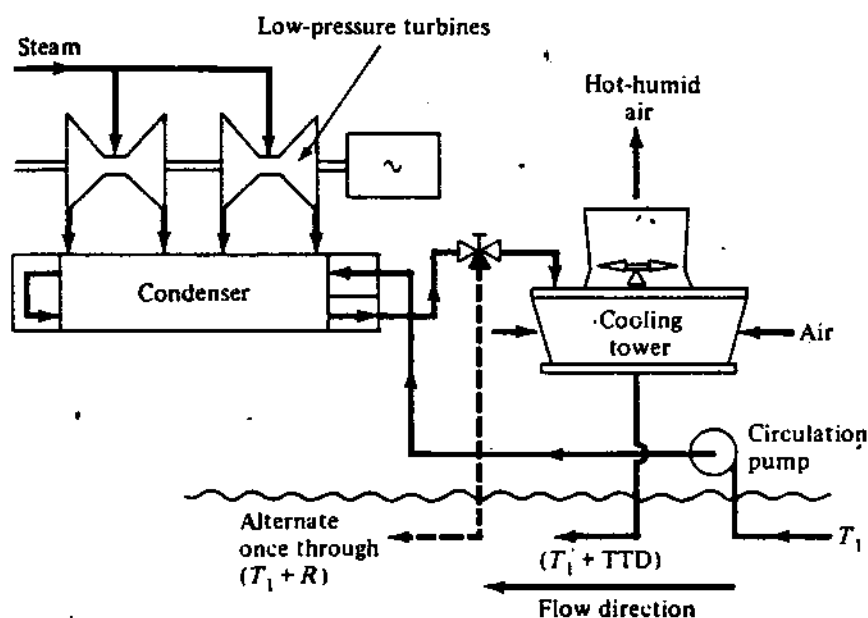 Low-pressure turbines
Steam
Hot-humid
air
~
Condenser
Cooling
tower
Air
Circulation
pump
Alternate
once through
(T₁ + R)
(T₁ + TTD)
T₁
Flow direction